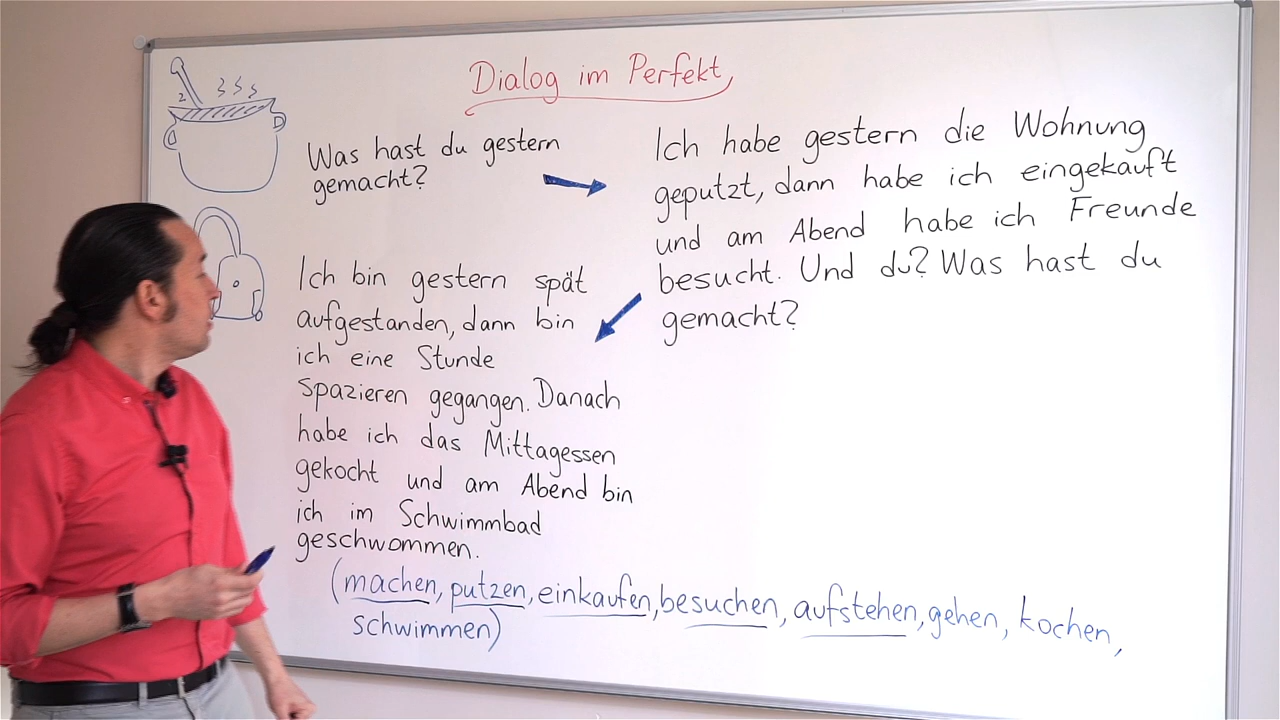 Dialog im Perfekt
Was hast du gestern
gemacht?
Ich habe gestern die Wohnung
geputzt, dann habe ich eingekauft
und am Abend habe ich Freunde
besucht. Und du? Was hast du
gemacht?
Ich bin gestern spät
aufgestanden, dann bin
ich eine Stunde
spazieren gegangen. Danach
habe ich das Mittagessen
gekocht und am Abend bin
ich im Schwimmbad
geschwommen.
(machen, putzen, einkaufen, besuchen, aufstehen, gehen, kochen,
schwimmen)